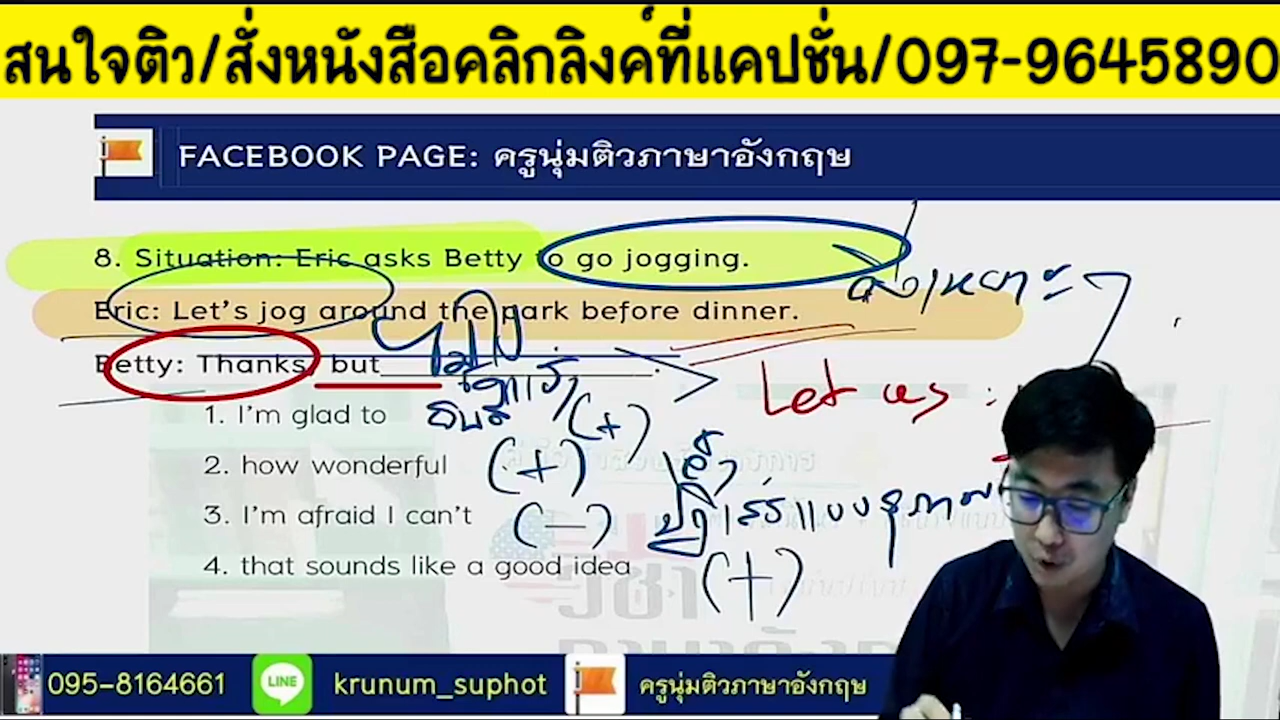 สนใจติว/สั่งหนังสือคลิกลิงค์ที่แคปชั่น/097-9645890
FACEBOOK PAGE: ครูนุ่มติวภาษาอังกฤษ
8. Situation: Eric asks Betty to go jogging.
Eric: Let's jog around the park before dinner.
Betty: Thanks, but____________________.
Let us :
1. I'm glad to (+)
2. how wonderful (+)
3. I'm afraid I can't (-)
4. that sounds like a good idea (+)
095-8164661 LINE krunum_suphot ครูนุ่มติวภาษาอังกฤษ